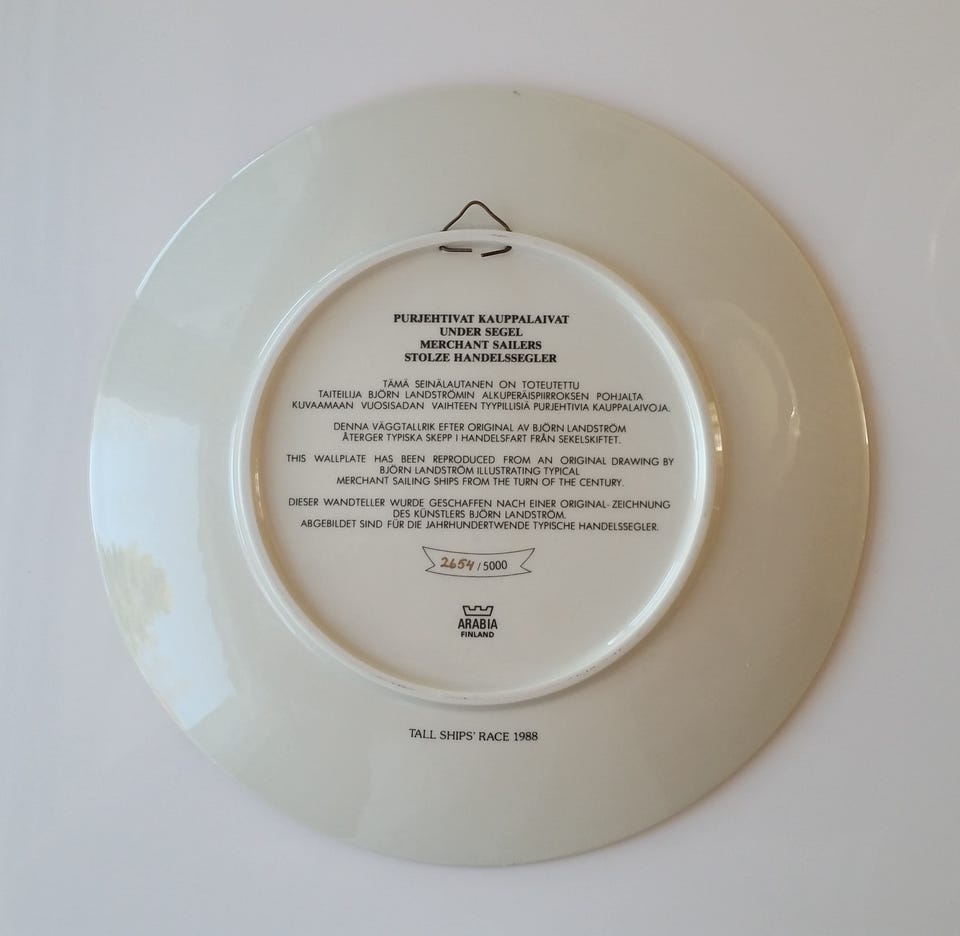 PURJEHTIVAT KAUPPALAIVAT
UNDER SEGEL
MERCHANT SAILERS
STOLZE HANDELSSEGLER
TÄMÄ SEINÄLAUTANEN ON TOTEUTETTU
TAITEILIJA BJÖRN LANDSTRÖMIN ALKUPERÄISPIIRROKSEN POHJALTA
KUVAAMAAN VUOSISADAN VAIHTEEN TYYPILLISIÄ PURJEHTIVIA KAUPPALAIVOJA.
DENNA VÄGGTALLRIK EFTER ORIGINAL AV BJÖRN LANDSTRÖM
ÅTERGER TYPISKA SKEPP I HANDELSFART FRÅN SEKELSKIFTET.
THIS WALLPLATE HAS BEEN REPRODUCED FROM AN ORIGINAL DRAWING BY
BJÖRN LANDSTRÖM ILLUSTRATING TYPICAL
MERCHANT SAILING SHIPS FROM THE TURN OF THE CENTURY.
DIESER WANDTELLER WURDE GESCHAFFEN NACH EINER ORIGINAL-ZEICHNUNG
DES KÜNSTLERS BJÖRN LANDSTRÖM.
ABGEBILDET SIND FÜR DIE JAHRHUNDERTWENDE TYPISCHE HANDELSSEGLER.
2654 / 5000
ARABIA
FINLAND
TALL SHIPS' RACE 1988